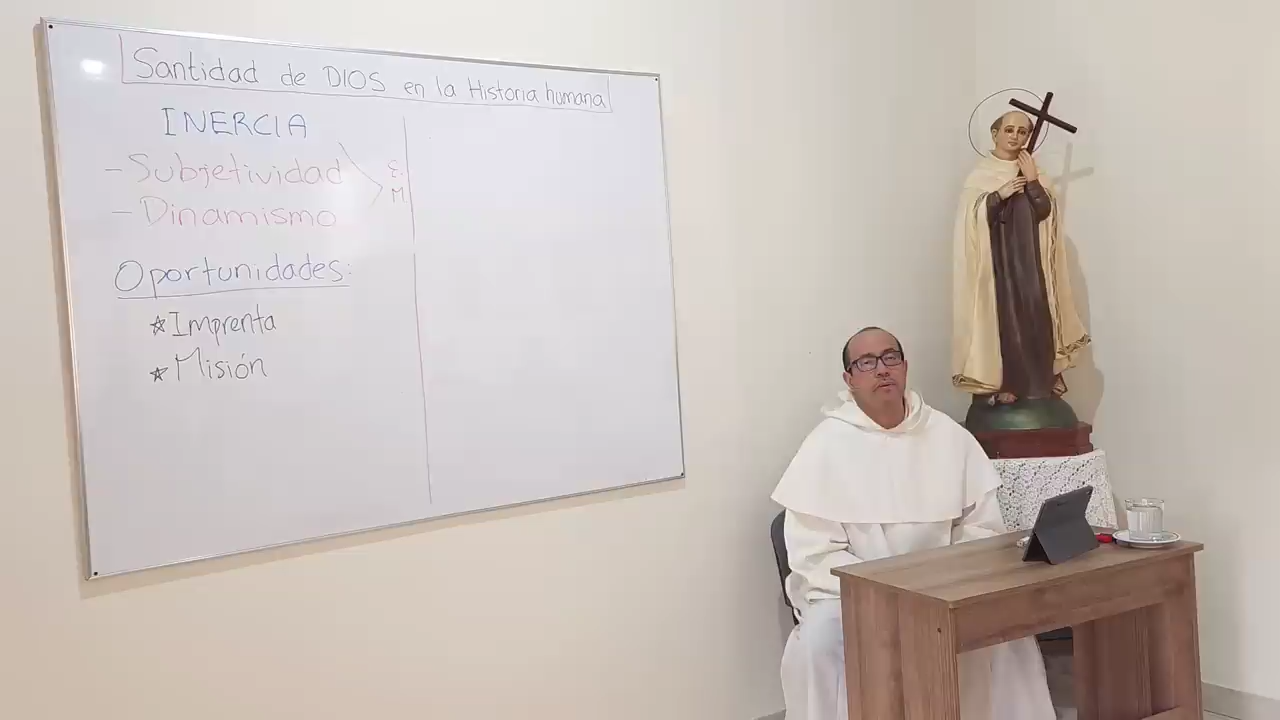 Santidad de DIOS en la Historia humana
INERCIA
- Subjetividad
- Dinamismo
E.
M.
Oportunidades:
☆ Imprenta
☆ Misión